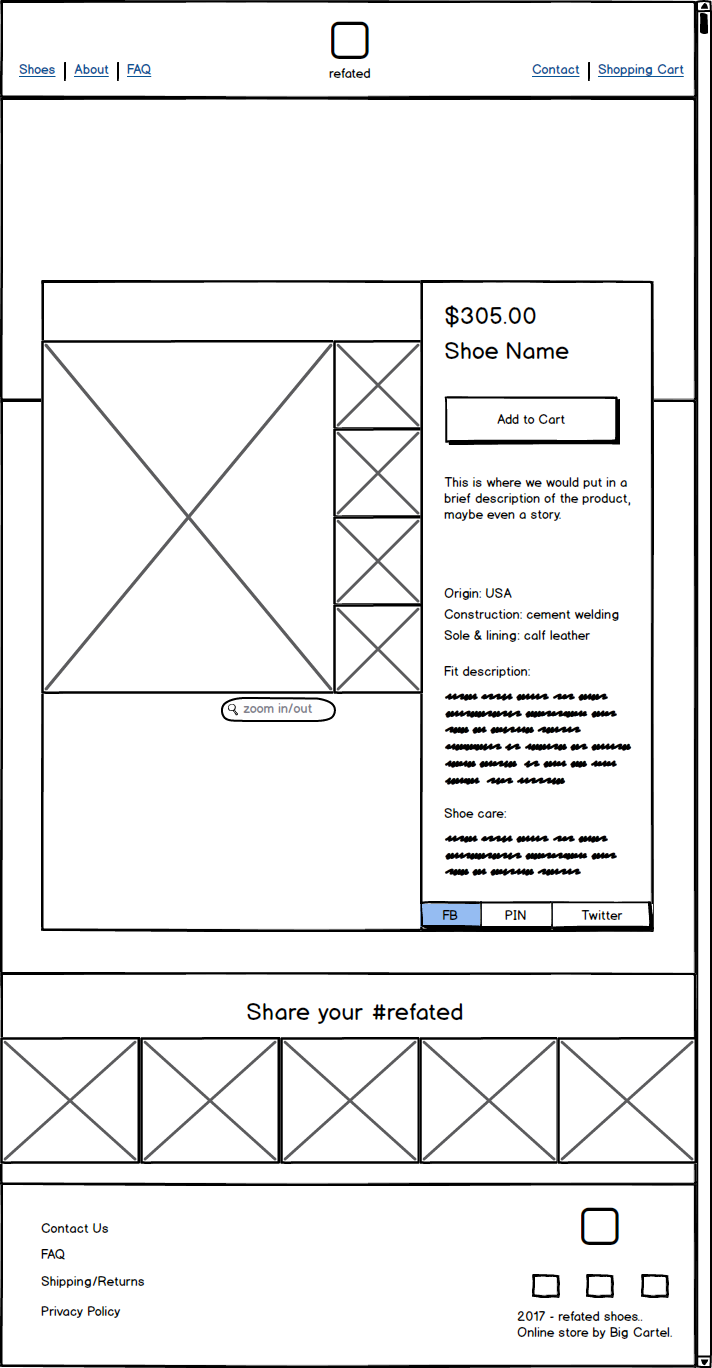 Shoes | About | FAQ
refated
Contact | Shopping Cart
$305.00
Shoe Name
Add to Cart
This is where we would put in a
brief description of the product,
maybe even a story.
Origin: USA
Construction: cement welding
Sole & lining: calf leather
Fit description:
zoom in/out
Shoe care:
FB PIN Twitter
Share your #refated
Contact Us
FAQ
Shipping/Returns
Privacy Policy
2017 - refated shoes..
Online store by Big Cartel.